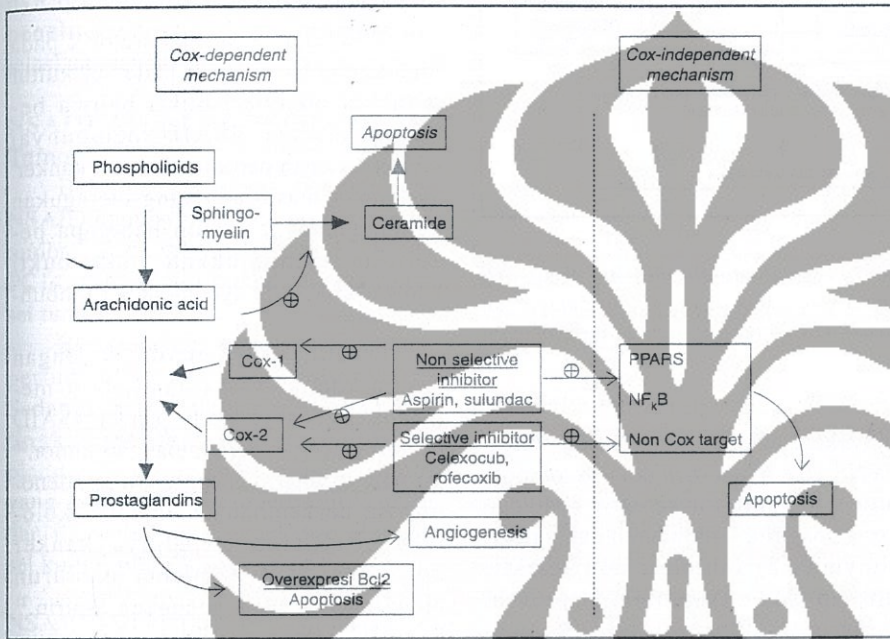 Cox-dependent
mechanism
Cox-independent
mechanism
Apoptosis
Phospholipids
Sphingo-
myelin
Ceramide
Arachidonic acid
Cox-1
Non selective
inhibitor
Aspirin, sulundac
PPARS
NFκB
Non Cox target
Cox-2
Selective inhibitor
Celexocub,
rofecoxib
Prostaglandins
Apoptosis
Angiogenesis
Overexpresi Bcl2
Apoptosis